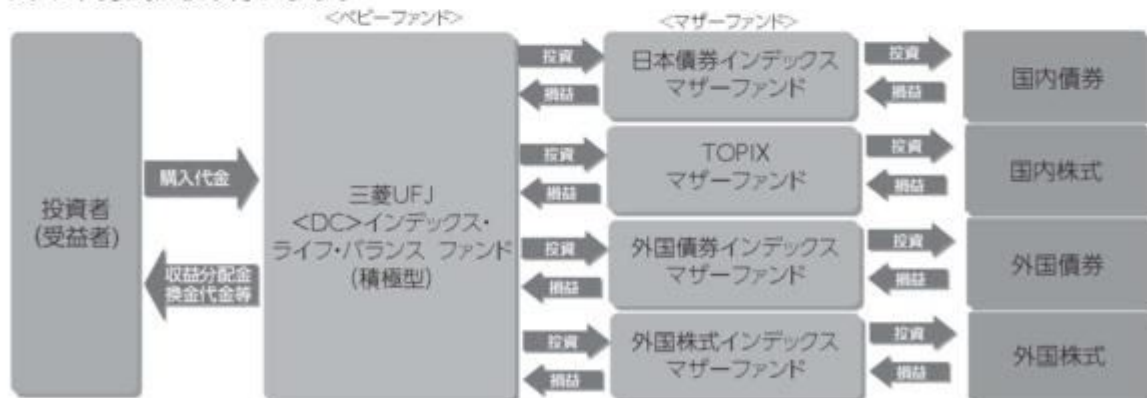 <ベビーファンド>
<マザーファンド>
投資者
(受益者)
購入代金
収益分配金
換金代金等
三菱UFJ
<DC>インデックス・
ライフ・バランス ファンド
(積極型)
投資
損益
日本債券インデックス
マザーファンド
投資
損益
国内債券
投資
損益
TOPIX
マザーファンド
投資
損益
国内株式
投資
損益
外国債券インデックス
マザーファンド
投資
損益
外国債券
投資
損益
外国株式インデックス
マザーファンド
投資
損益
外国株式